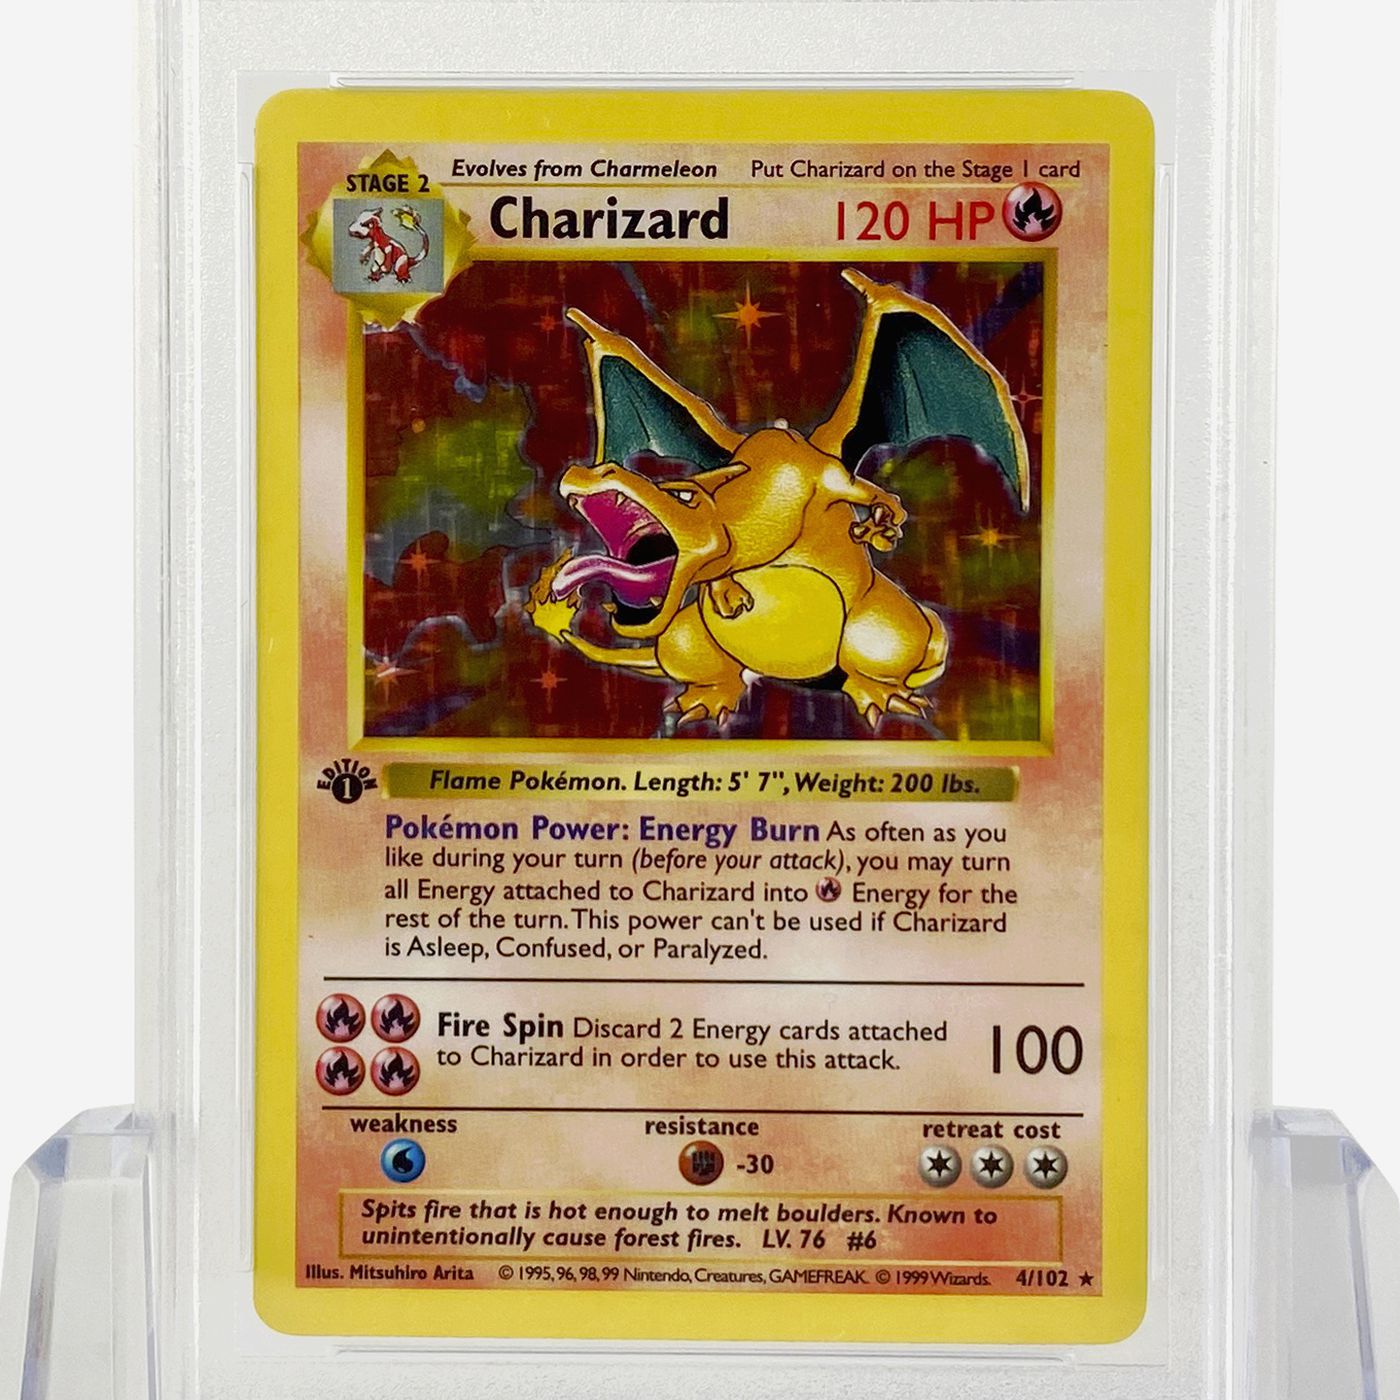 Evolves from Charmeleon Put Charizard on the Stage 1 card
STAGE 2
Charizard 120 HP
EDITION 1
Flame Pokémon. Length: 5' 7", Weight: 200 lbs.
Pokémon Power: Energy Burn As often as you
like during your turn (before your attack), you may turn
all Energy attached to Charizard into Energy for the
rest of the turn. This power can't be used if Charizard
is Asleep, Confused, or Paralyzed.
Fire Spin Discard 2 Energy cards attached
to Charizard in order to use this attack.
100
weakness resistance retreat cost
-30
Spits fire that is hot enough to melt boulders. Known to
unintentionally cause forest fires. LV. 76 #6
Illus. Mitsuhiro Arita © 1995, 96, 98, 99 Nintendo, Creatures, GAMEFREAK. © 1999 Wizards. 4/102 ★